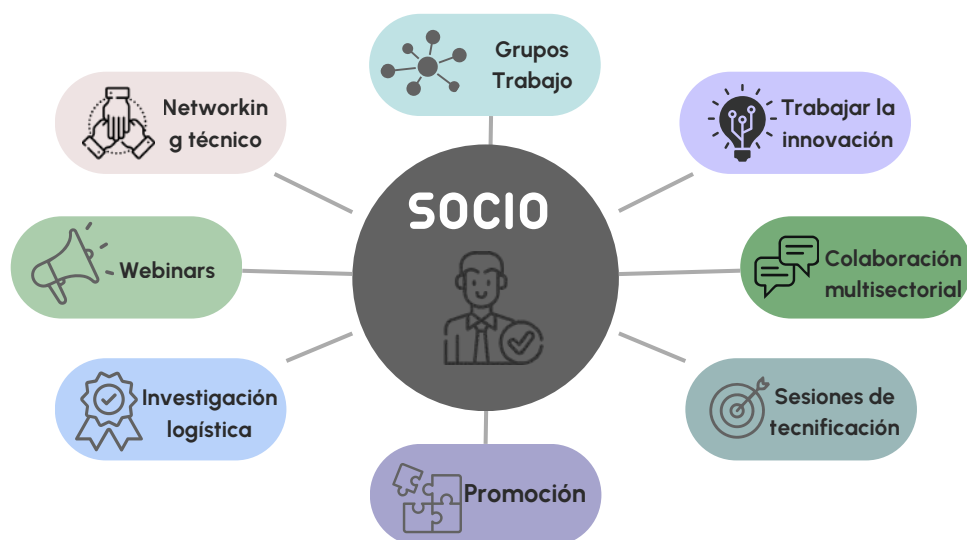 Grupos
Trabajo
Networkin
g técnico
Trabajar la
innovación
SOCIO
Webinars
Colaboración
multisectorial
Investigación
logística
Sesiones de
tecnificación
Promoción